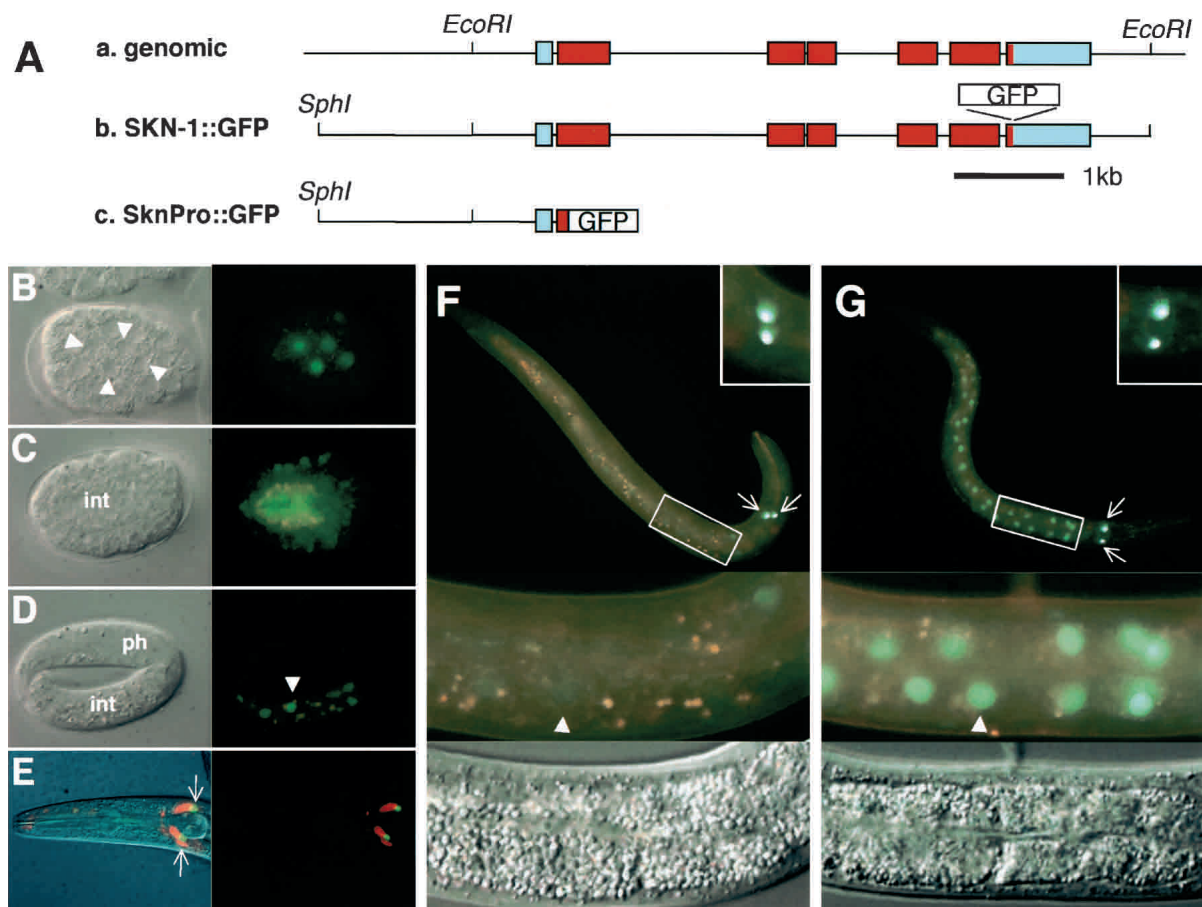 A
a. genomic
EcoRI
EcoRI
b. SKN-1::GFP
SphI
GFP
1kb
c. SknPro::GFP
SphI
GFP
B
C
int
D
ph
int
E
F
G